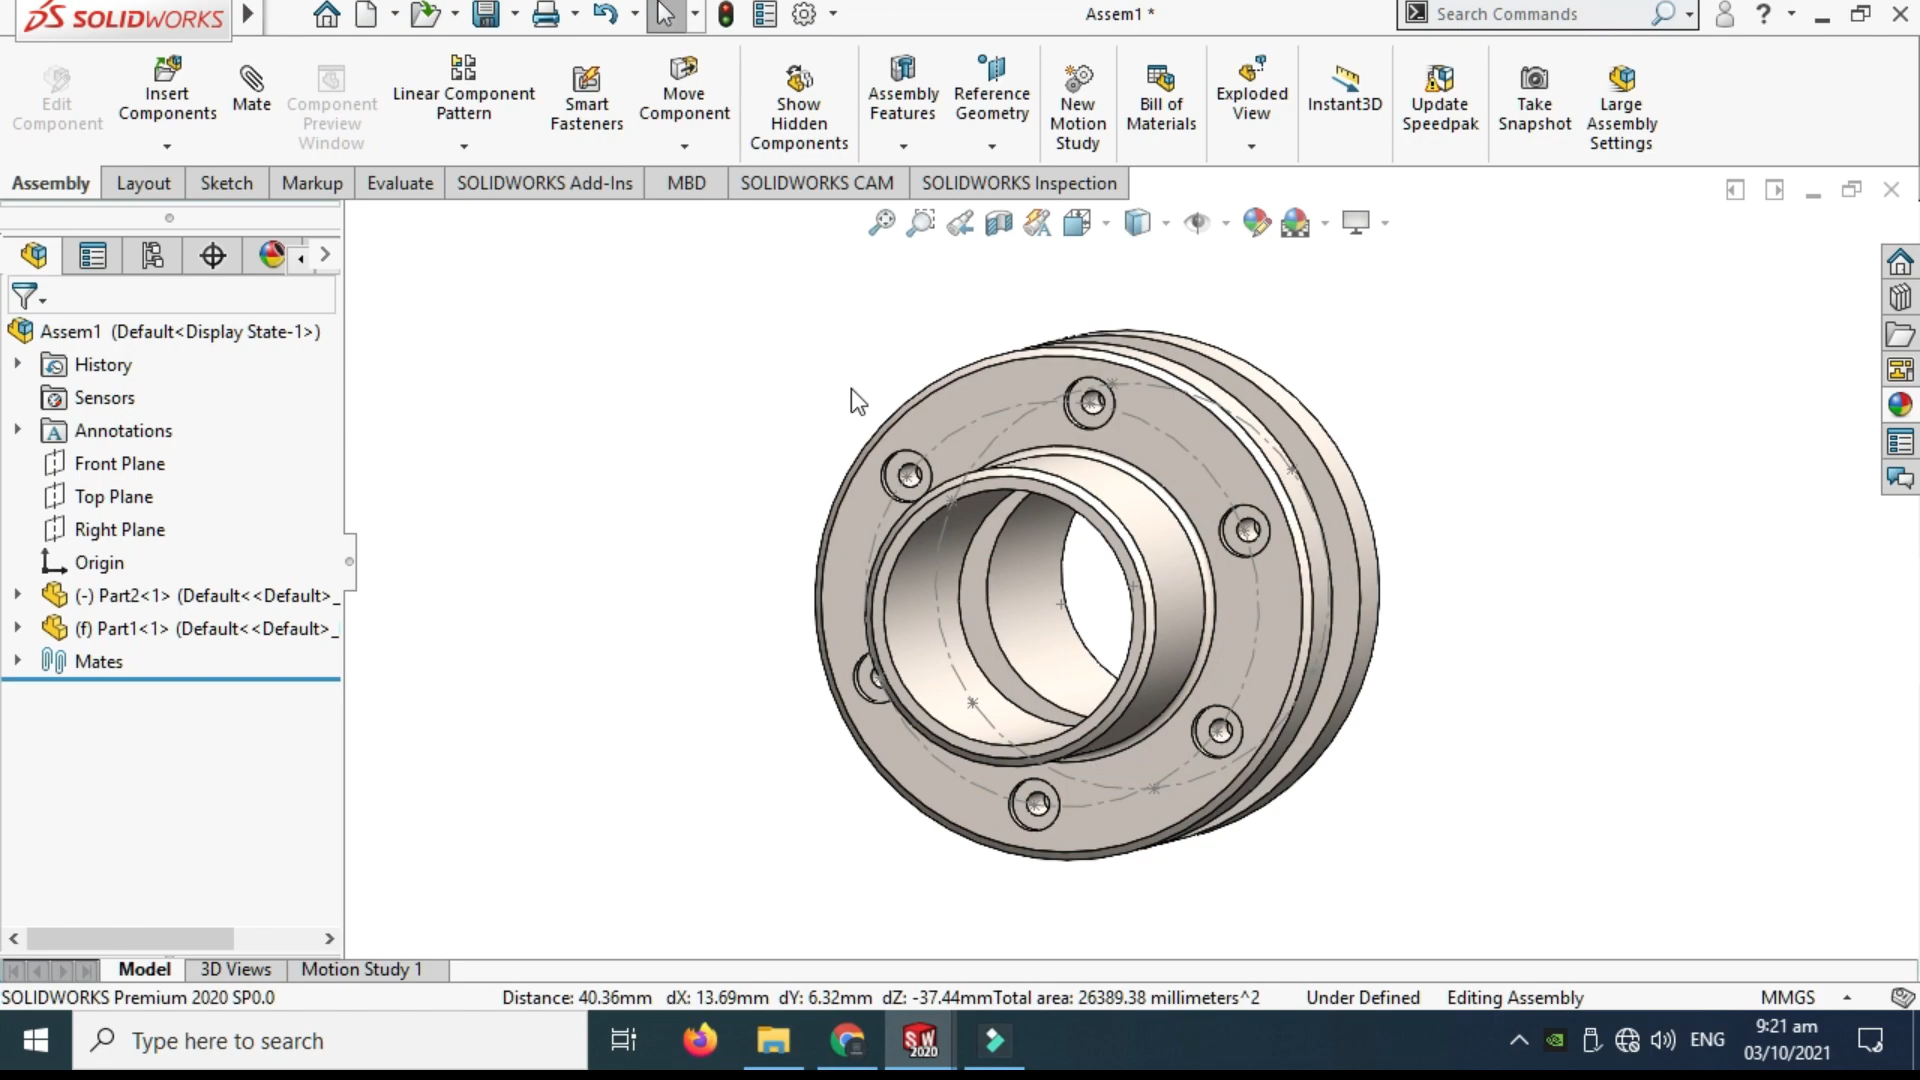 SOLIDWORKS
Assem1 *
Search Commands
Edit
Component
Insert
Components
Mate
Component
Preview
Window
Linear Component
Pattern
Smart
Fasteners
Move
Component
Show
Hidden
Components
Assembly
Features
Reference
Geometry
New
Motion
Study
Bill of
Materials
Exploded
View
Instant3D
Update
Speedpak
Take
Snapshot
Large
Assembly
Settings
Assembly
Layout
Sketch
Markup
Evaluate
SOLIDWORKS Add-Ins
MBD
SOLIDWORKS CAM
SOLIDWORKS Inspection
Assem1 (Default<Display State-1>)
History
Sensors
Annotations
Front Plane
Top Plane
Right Plane
Origin
(-) Part2<1> (Default<<Default>_
(f) Part1<1> (Default<<Default>_
Mates
Model
3D Views
Motion Study 1
SOLIDWORKS Premium 2020 SP0.0
Distance: 40.36mm dX: 13.69mm dY: 6.32mm dZ: -37.44mmTotal area: 26389.38 millimeters^2
Under Defined
Editing Assembly
MMGS
Type here to search
SW
2020
ENG
9:21 am
03/10/2021